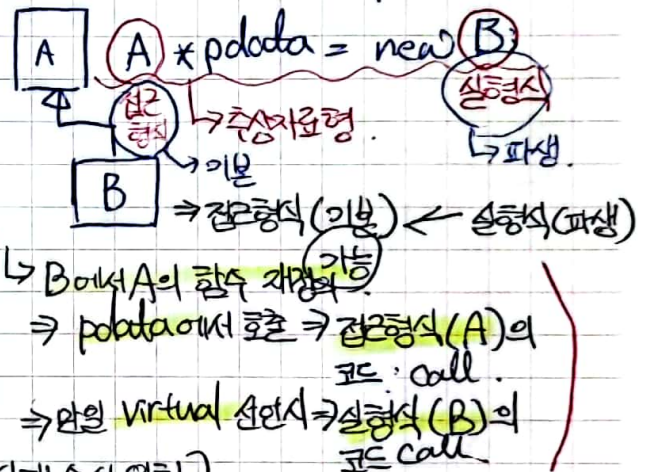 A A *pdata = new B;
접근
형식
실형식
↳ 추상자료형.
↳ 파생.
→ 기본
B
⇒ 접근형식(기본) ← 실형식(파생)
가능
↳ B에서 A의 함수 재정의.
⇒ pdata에서 호출 ⇒ 접근형식(A)의
코드 call.
⇒ 만일 virtual 선언시 ⇒ 실형식(B)의
코드 call.